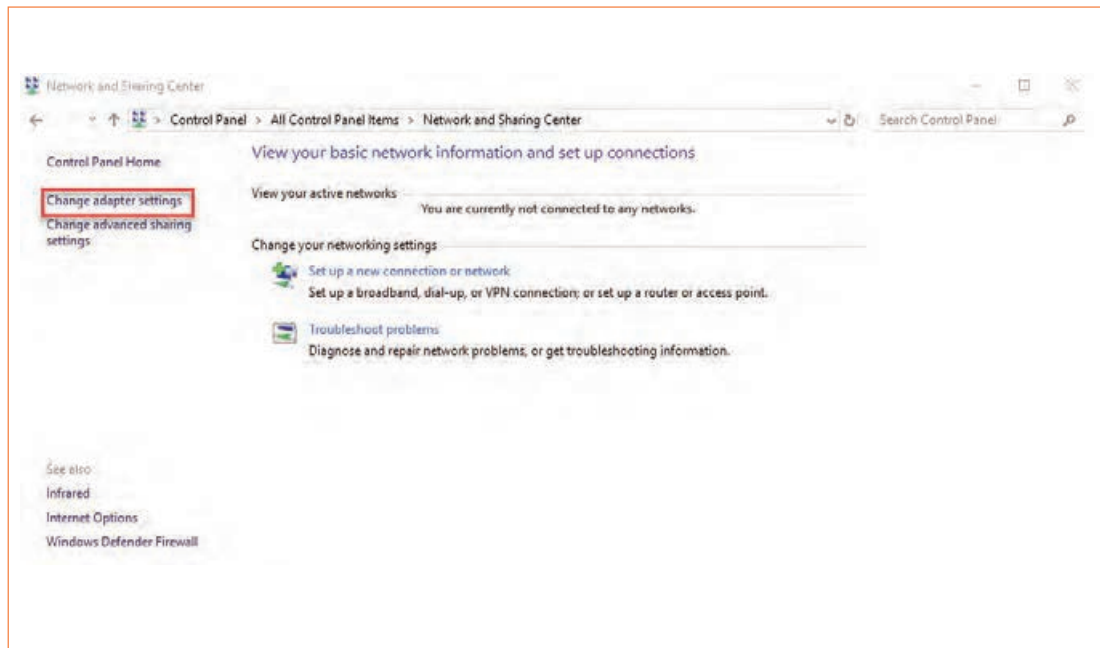 Network and Sharing Center
Control Panel > All Control Panel Items > Network and Sharing Center
Search Control Panel
Control Panel Home
Change adapter settings
Change advanced sharing
settings
View your basic network information and set up connections
View your active networks
You are currently not connected to any networks.
Change your networking settings
Set up a new connection or network
Set up a broadband, dial-up, or VPN connection; or set up a router or access point.
Troubleshoot problems
Diagnose and repair network problems, or get troubleshooting information.
See also
Infrared
Internet Options
Windows Defender Firewall